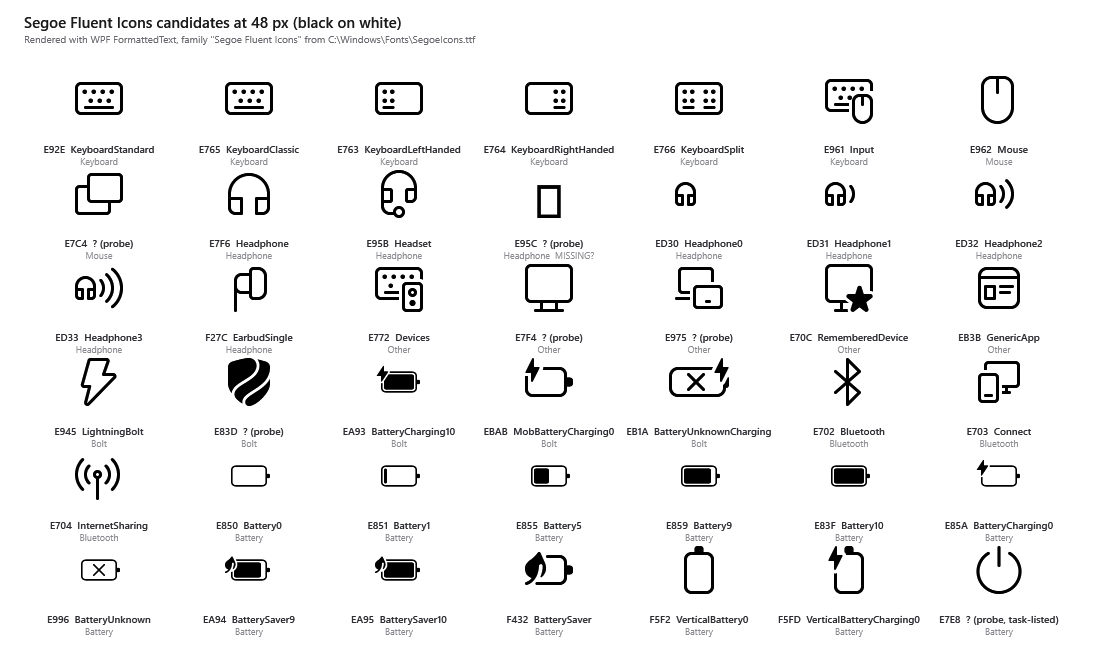 Segoe Fluent Icons candidates at 48 px (black on white)
Rendered with WPF FormattedText, family "Segoe Fluent Icons" from C:\Windows\Fonts\SegoeIcons.ttf
E92E KeyboardStandard
Keyboard
E765 KeyboardClassic
Keyboard
E763 KeyboardLeftHanded
Keyboard
E764 KeyboardRightHanded
Keyboard
E766 KeyboardSplit
Keyboard
E961 Input
Keyboard
E962 Mouse
Mouse
E7C4 ? (probe)
Mouse
E7F6 Headphone
Headphone
E95B Headset
Headphone
E95C ? (probe)
Headphone MISSING?
ED30 Headphone0
Headphone
ED31 Headphone1
Headphone
ED32 Headphone2
Headphone
ED33 Headphone3
Headphone
F27C EarbudSingle
Headphone
E772 Devices
Other
E7F4 ? (probe)
Other
E975 ? (probe)
Other
E70C RememberedDevice
Other
EB3B GenericApp
Other
E945 LightningBolt
Bolt
E83D ? (probe)
Bolt
EA93 BatteryCharging10
Bolt
EBAB MobBatteryCharging0
Bolt
EB1A BatteryUnknownCharging
Bolt
E702 Bluetooth
Bluetooth
E703 Connect
Bluetooth
E704 InternetSharing
Bluetooth
E850 Battery0
Battery
E851 Battery1
Battery
E855 Battery5
Battery
E859 Battery9
Battery
E83F Battery10
Battery
E85A BatteryCharging0
Battery
E996 BatteryUnknown
Battery
EA94 BatterySaver9
Battery
EA95 BatterySaver10
Battery
F432 BatterySaver
Battery
F5F2 VerticalBattery0
Battery
F5FD VerticalBatteryCharging0
Battery
E7E8 ? (probe, task-listed)
Battery